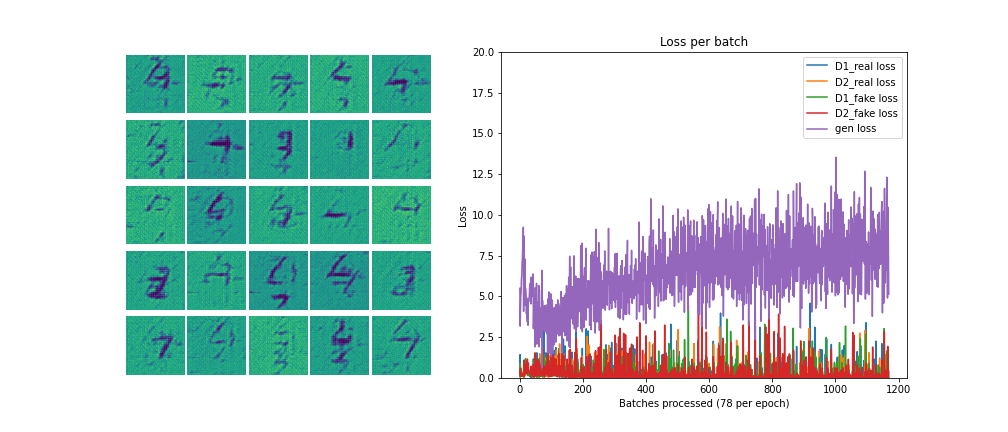 Loss per batch
20.0
17.5
15.0
12.5
10.0
7.5
5.0
2.5
0.0
Loss
D1_real loss
D2_real loss
D1_fake loss
D2_fake loss
gen loss
0 200 400 600 800 1000 1200
Batches processed (78 per epoch)